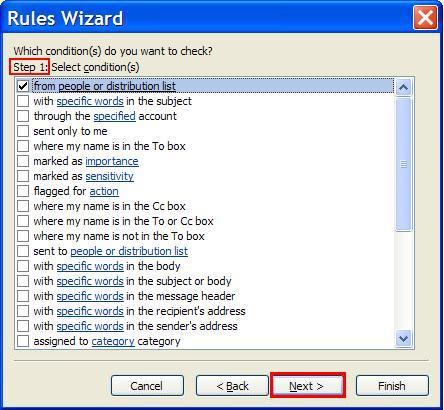 Rules Wizard
Which condition(s) do you want to check?
Step 1: Select condition(s)
from people or distribution list
with specific words in the subject
through the specified account
sent only to me
where my name is in the To box
marked as importance
marked as sensitivity
flagged for action
where my name is in the Cc box
where my name is in the To or Cc box
where my name is not in the To box
sent to people or distribution list
with specific words in the body
with specific words in the subject or body
with specific words in the message header
with specific words in the recipient's address
with specific words in the sender's address
assigned to category category
Cancel < Back Next > Finish